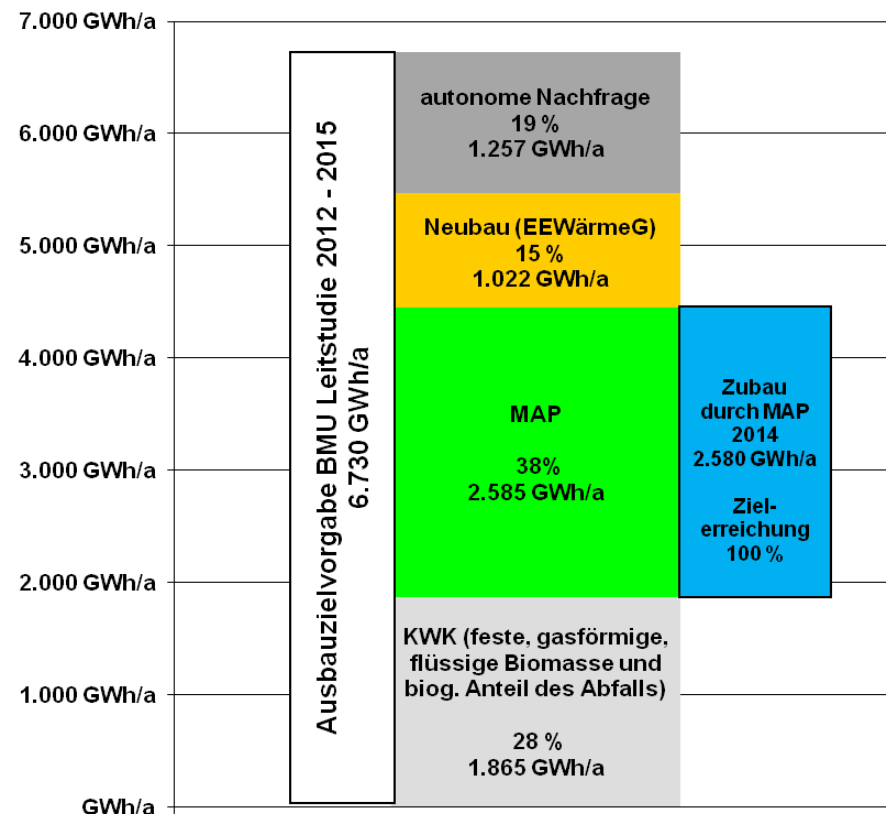 7.000 GWh/a
6.000 GWh/a
5.000 GWh/a
4.000 GWh/a
3.000 GWh/a
2.000 GWh/a
1.000 GWh/a
GWh/a
Ausbauzielvorgabe BMU Leitstudie 2012 - 2015
6.730 GWh/a
autonome Nachfrage
19 %
1.257 GWh/a
Neubau (EEWärmeG)
15 %
1.022 GWh/a
MAP
38%
2.585 GWh/a
KWK (feste, gasförmige,
flüssige Biomasse und
biog. Anteil des Abfalls)
28 %
1.865 GWh/a
Zubau
durch MAP
2014
2.580 GWh/a
Ziel-
erreichung
100 %